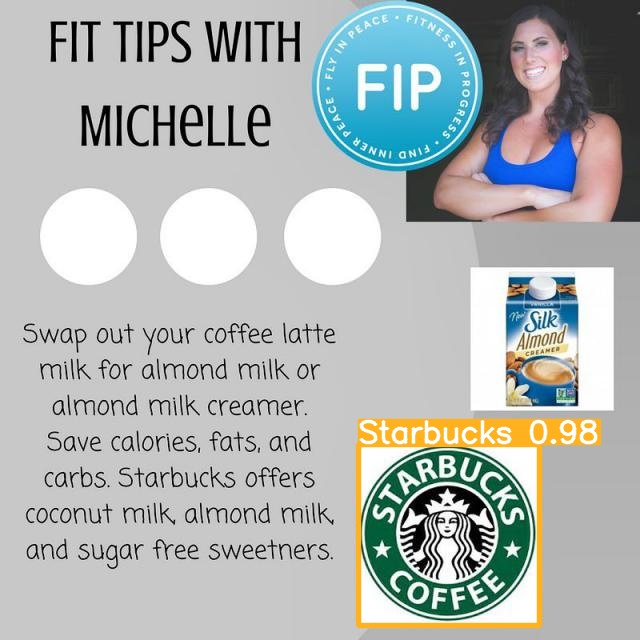 FIT TIPS WITH
MICHELLE
FLY IN PEACE • FITNESS IN PROGRESS • FIND INNER PEACE •
FIP
Swap out your coffee latte
milk for almond milk or
almond milk creamer.
Save calories, fats, and
carbs. Starbucks offers
coconut milk, almond milk,
and sugar free sweetners.
VANILLA
New Silk
Almond
CREAMER
Starbucks 0.98
STARBUCKS
COFFEE